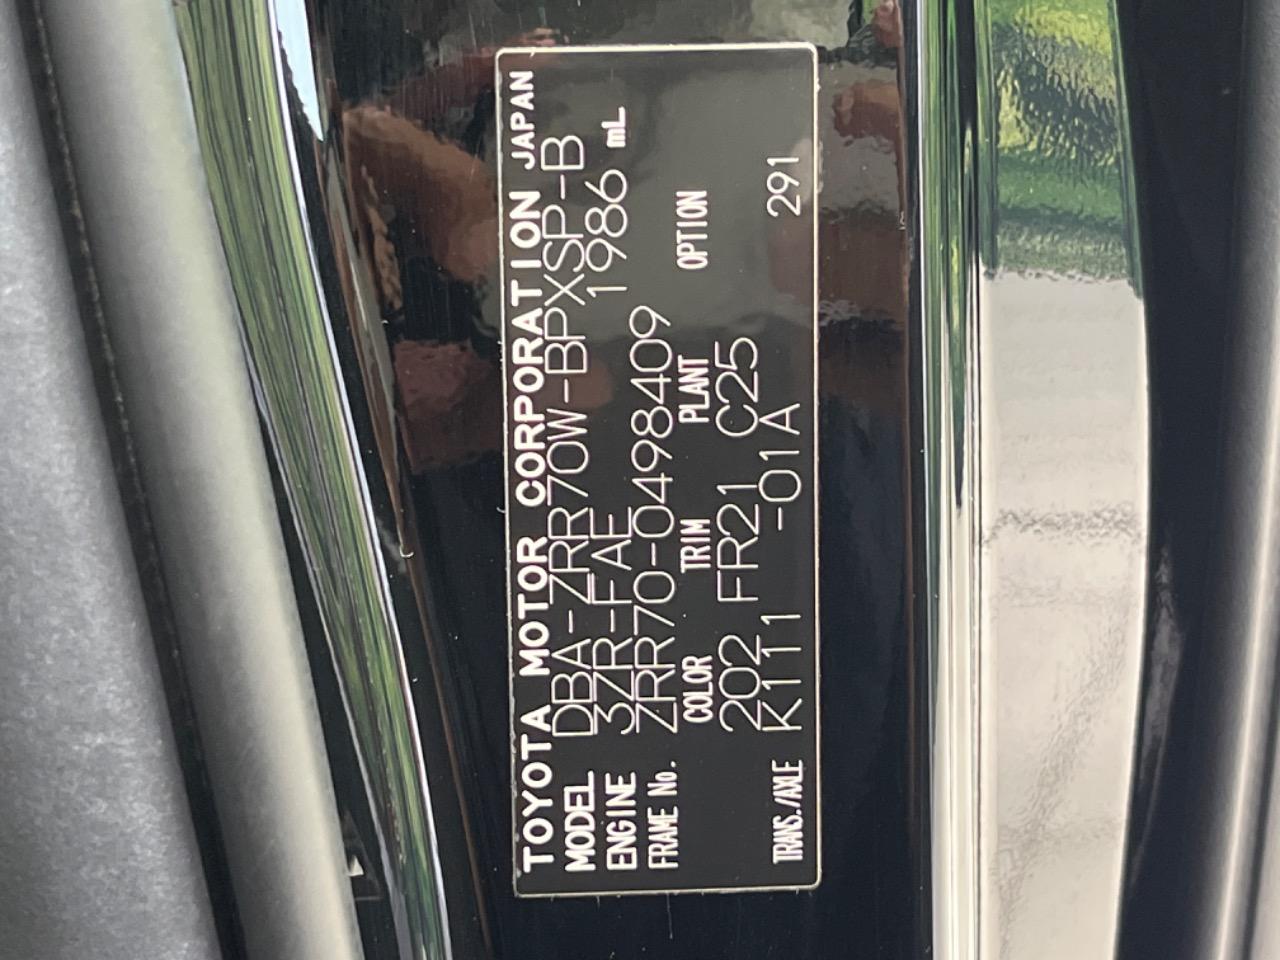 TOYOTA MOTOR CORPORATION JAPAN
MODEL DBA-ZRR70W-BPXSP-B
ENGINE 3ZR-FAE 1986 mL
FRAME No. ZRR70-0498409
COLOR TRIM PLANT OPTION
202 FR21 C25
TRANS./AXLE K111 -01A 291